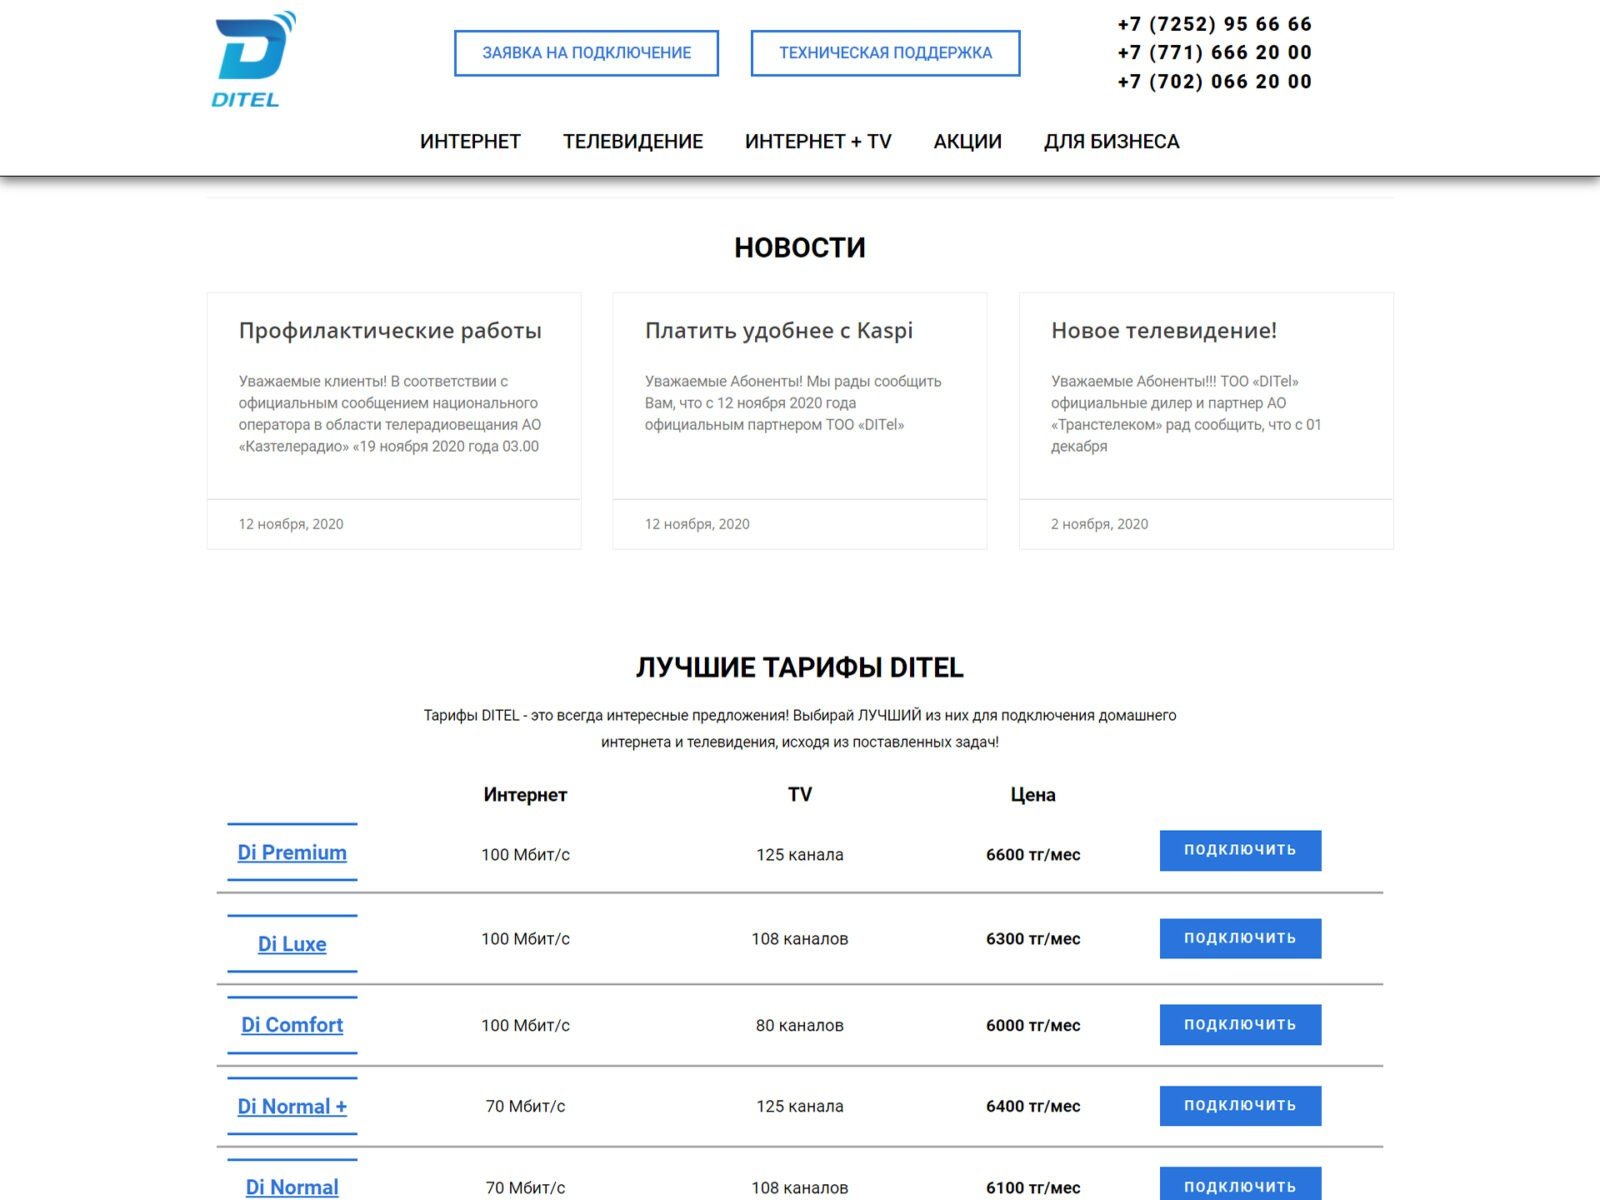 DITEL
ЗАЯВКА НА ПОДКЛЮЧЕНИЕ
ТЕХНИЧЕСКАЯ ПОДДЕРЖКА
+7 (7252) 95 66 66
+7 (771) 666 20 00
+7 (702) 066 20 00
ИНТЕРНЕТ ТЕЛЕВИДЕНИЕ ИНТЕРНЕТ + TV АКЦИИ ДЛЯ БИЗНЕСА
НОВОСТИ
Профилактические работы
Уважаемые клиенты! В соответствии с
официальным сообщением национального
оператора в области телерадиовещания АО
«Казтелерадио» «19 ноября 2020 года 03.00
12 ноября, 2020
Платить удобнее с Kaspi
Уважаемые Абоненты! Мы рады сообщить
Вам, что с 12 ноября 2020 года
официальным партнером ТОО «DITel»
12 ноября, 2020
Новое телевидение!
Уважаемые Абоненты!!! ТОО «DITel»
официальные дилер и партнер АО
«Транстелеком» рад сообщить, что с 01
декабря
2 ноября, 2020
ЛУЧШИЕ ТАРИФЫ DITEL
Тарифы DITEL - это всегда интересные предложения! Выбирай ЛУЧШИЙ из них для подключения домашнего
интернета и телевидения, исходя из поставленных задач!
Интернет TV Цена
Di Premium 100 Мбит/с 125 канала 6600 тг/мес ПОДКЛЮЧИТЬ
Di Luxe 100 Мбит/с 108 каналов 6300 тг/мес ПОДКЛЮЧИТЬ
Di Comfort 100 Мбит/с 80 каналов 6000 тг/мес ПОДКЛЮЧИТЬ
Di Normal + 70 Мбит/с 125 канала 6400 тг/мес ПОДКЛЮЧИТЬ
Di Normal 70 Мбит/с 108 каналов 6100 тг/мес ПОДКЛЮЧИТЬ